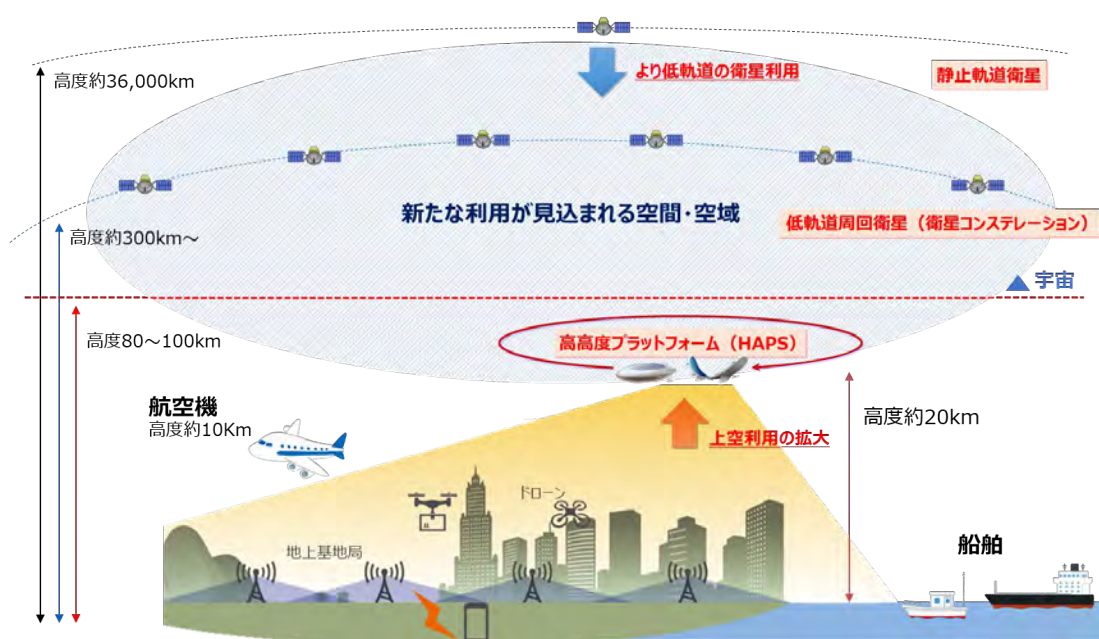 高度約36,000km
より低軌道の衛星利用
静止軌道衛星
新たな利用が見込まれる空間・空域
低軌道周回衛星（衛星コンステレーション）
高度約300km～
宇宙
高度80～100km
高高度プラットフォーム（HAPS）
航空機
高度約10Km
高度約20km
上空利用の拡大
ドローン
地上基地局
船舶